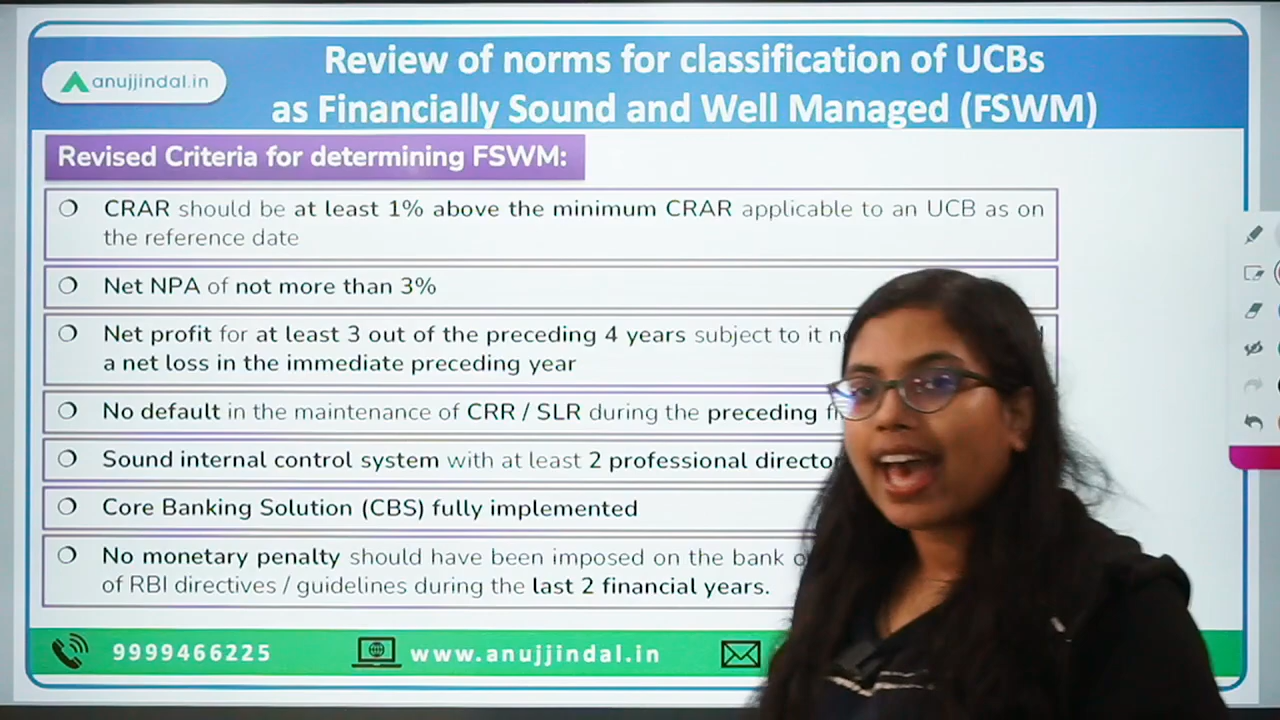 Review of norms for classification of UCBs
anujjindal.in
as Financially Sound and Well Managed (FSWM)
Revised Criteria for determining FSWM:
CRAR should be at least 1% above the minimum CRAR applicable to an UCB as on
the reference date
Net NPA of not more than 3%
Net profit for at least 3 out of the preceding 4 years subject to it
a net loss in the immediate preceding year
No default in the maintenance of CRR / SLR during the preceding
Sound internal control system with at least 2 professional
Core Banking Solution (CBS) fully implemented
No monetary penalty should have been imposed on the bank
of RBI directives / guidelines during the last 2 financial years.
9999466225
www.anujjindal.in